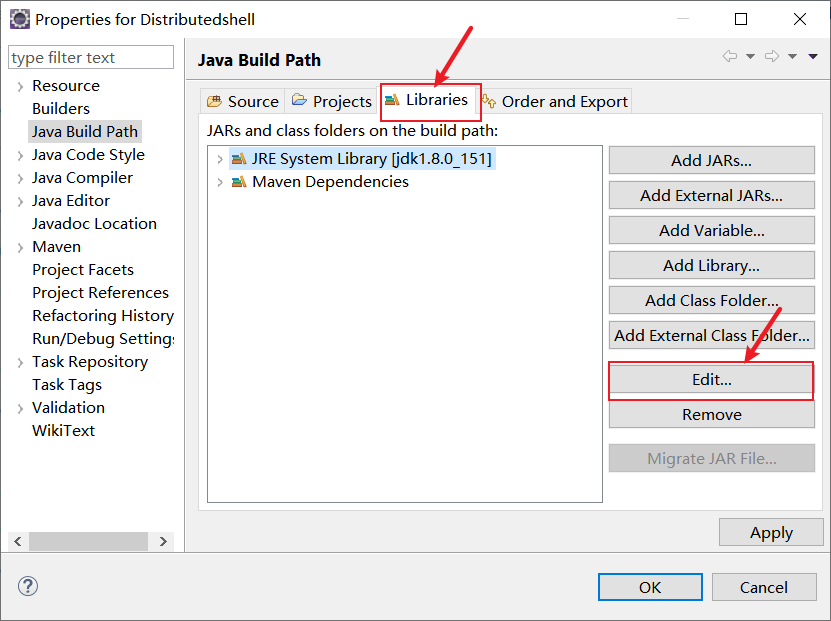 Properties for Distributedshell
type filter text
Resource
Builders
Java Build Path
Java Code Style
Java Compiler
Java Editor
Javadoc Location
Maven
Project Facets
Project References
Refactoring History
Run/Debug Settings
Task Repository
Task Tags
Validation
WikiText
Java Build Path
Source Projects Libraries Order and Export
JARs and class folders on the build path:
JRE System Library [jdk1.8.0_151]
Maven Dependencies
Add JARs...
Add External JARs...
Add Variable...
Add Library...
Add Class Folder...
Add External Class Folder...
Edit...
Remove
Migrate JAR File...
Apply
OK Cancel